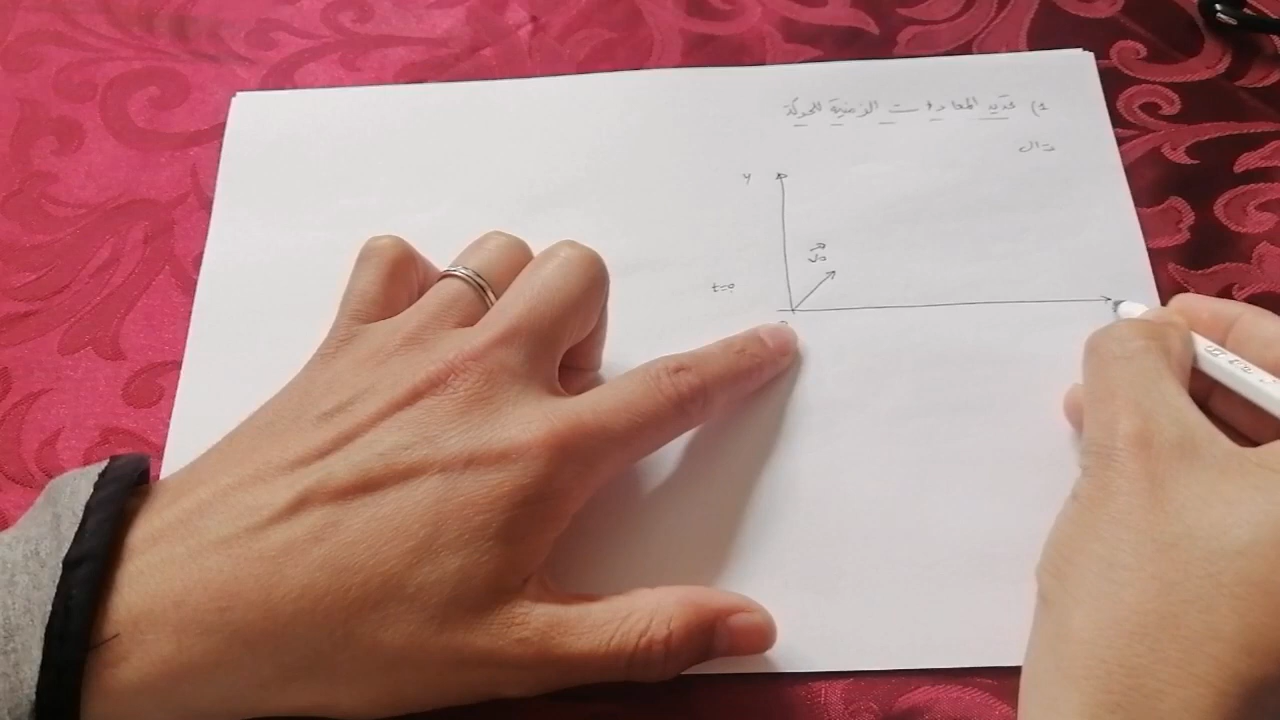 1) تحديد المعادلات الزمنية للحركة
مثال
y
v₀
t=0